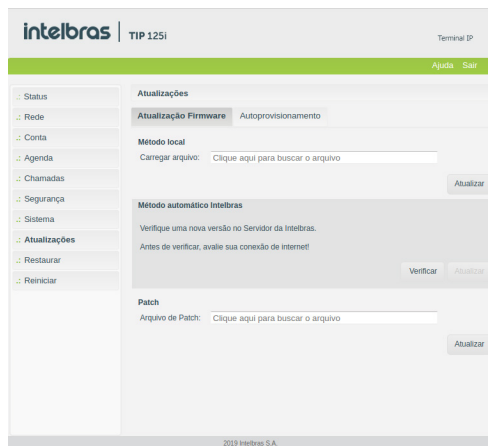 intelbras TIP 125i
Terminal IP
Ajuda Sair
.: Status
.: Rede
.: Conta
.: Agenda
.: Chamadas
.: Segurança
.: Sistema
.: Atualizações
.: Restaurar
.: Reiniciar
Atualizações
Atualização Firmware Autoprovisionamento
Método local
Carregar arquivo: Clique aqui para buscar o arquivo
Atualizar
Método automático Intelbras
Verifique uma nova versão no Servidor da Intelbras.
Antes de verificar, avalie sua conexão de internet!
Verificar Atualizar
Patch
Arquivo de Patch: Clique aqui para buscar o arquivo
Atualizar
2019 Intelbras S.A.